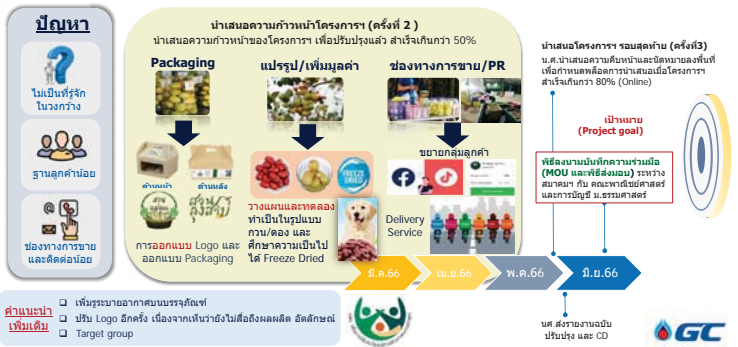 ปัญหา
ไม่เป็นที่รู้จัก
ในวงกว้าง
ฐานลูกค้าน้อย
ช่องทางการขาย
และติดต่อน้อย
นำเสนอความก้าวหน้าโครงการฯ (ครั้งที่ 2 )
นำเสนอความก้าวหน้าของโครงการฯ เพื่อปรับปรุงแล้ว สำเร็จเกินกว่า 50%
Packaging
แปรรูป/เพิ่มมูลค่า
ช่องทางการขาย/PR
ด้านหน้า
ด้านหลัง
FREEZE
DRIED
ขยายกลุ่มลูกค้า
การออกแบบ Logo และ
ออกแบบ Packaging
วางแผนและทดลอง
ทำเป็นในรูปแบบ
กวน/ดอง และ
ศึกษาความเป็นไป
ได้ Freeze Dried
Delivery
Service
นำเสนอโครงการฯ รอบสุดท้าย (ครั้งที่3)
น.ศ.นำเสนอความคืบหน้าและนัดหมายลงพื้นที่
เพื่อกำหนดพล็อตการนำเสนอเมื่อโครงการฯ
สำเร็จเกินกว่า 80% (Online)
เป้าหมาย
(Project goal)
พิธีลงนามบันทึกความร่วมมือ
(MOU และพิธีส่งมอบ) ระหว่าง
สมาคมฯ กับ คณะพาณิชย์ศาสตร์
และการบัญชี ม.ธรรมศาสตร์
มี.ค.66
เม.ย.66
พ.ค.66
มิ.ย.66
คำแนะนำ
เพิ่มเติม
เพิ่มรูระบายอากาศบนบรรจุภัณฑ์
ปรับ Logo อีกครั้ง เนื่องจากเห็นว่ายังไม่สื่อถึงผลผลิต อัตลักษณ์
Target group
นศ.ส่งรายงานฉบับ
ปรับปรุง และ CD
GC